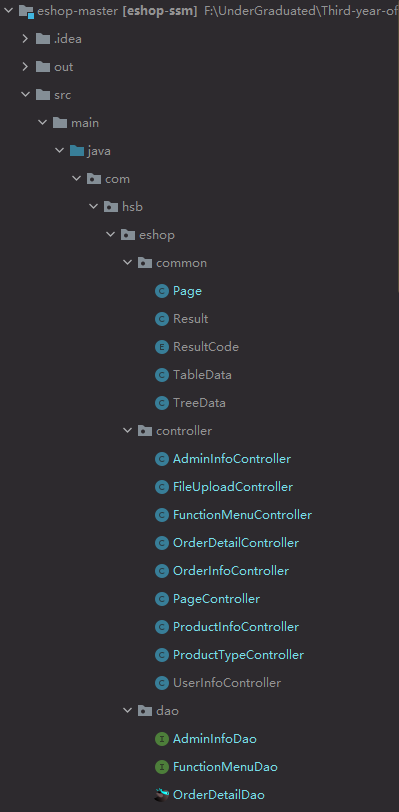 eshop-master [eshop-ssm] F:\UnderGraduated\Third-year-of
.idea
out
src
main
java
com
hsb
eshop
common
C Page
C Result
E ResultCode
C TableData
C TreeData
controller
C AdminInfoController
C FileUploadController
C FunctionMenuController
C OrderDetailController
C OrderInfoController
C PageController
C ProductInfoController
C ProductTypeController
C UserInfoController
dao
I AdminInfoDao
I FunctionMenuDao
OrderDetailDao